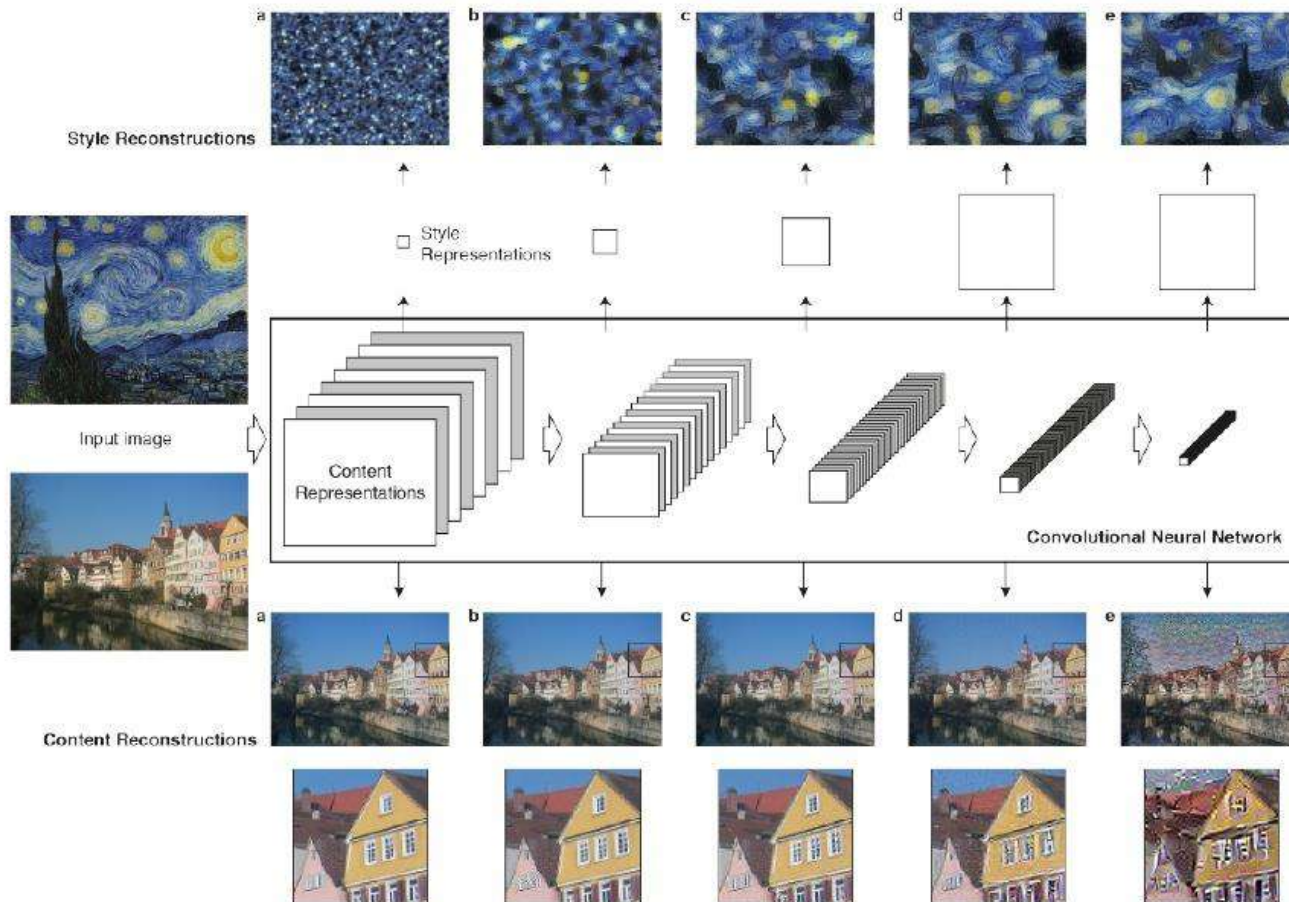 a
b
c
d
e
Style Reconstructions
Style
Representations
Input image
Content
Representations
Convolutional Neural Network
a
b
c
d
e
Content Reconstructions